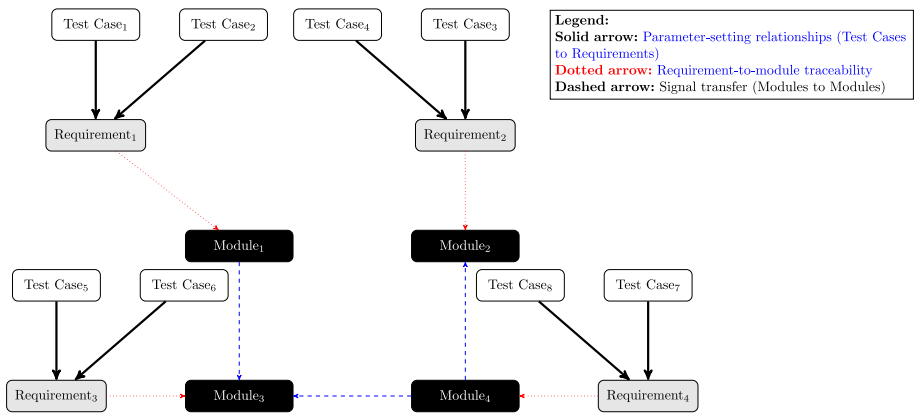 Test Case₁
Test Case₂
Test Case₄
Test Case₃
Legend:
Solid arrow: Parameter-setting relationships (Test Cases
to Requirements)
Dotted arrow: Requirement-to-module traceability
Dashed arrow: Signal transfer (Modules to Modules)
Requirement₁
Requirement₂
Module₁
Module₂
Test Case₅
Test Case₆
Test Case₈
Test Case₇
Requirement₃
Module₃
Module₄
Requirement₄